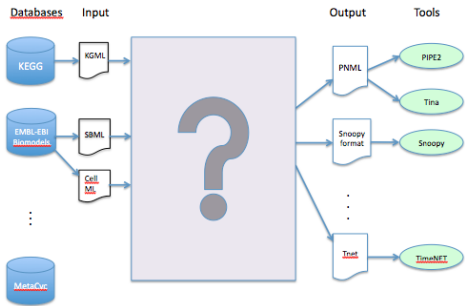 Databases Input Output Tools
KEGG
KGML
PNML
PIPE2
Tina
EMBL-EBI
Biomodels
SBML
Snoopy
format
Snoopy
Cell
ML
?
MetaCyc
Tnet
TimeNET